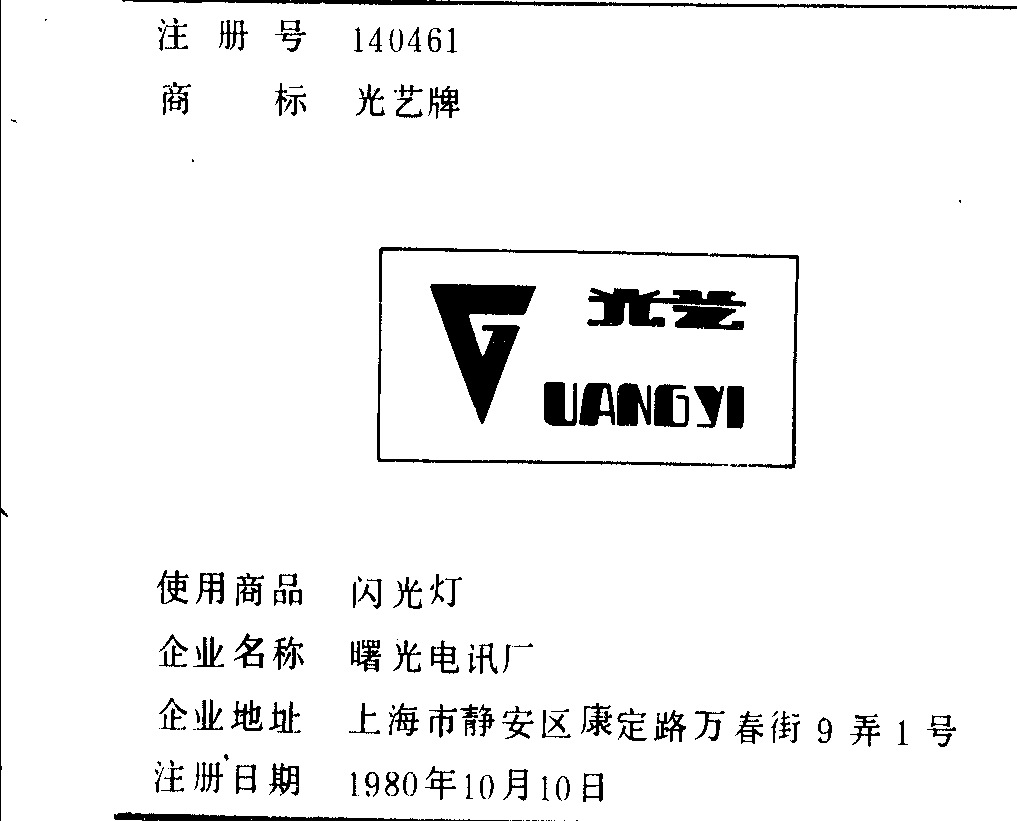 注册号 140461
商标 光艺牌
光艺
GUANGYI
使用商品 闪光灯
企业名称 曙光电讯厂
企业地址 上海市静安区康定路万春街9弄1号
注册日期 1980年10月10日